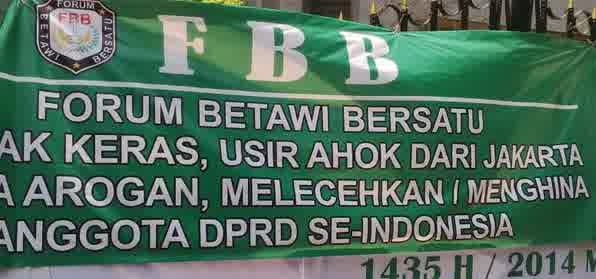 FORUM
FBB
BETAWI BERSATU
FBB
FORUM BETAWI BERSATU
AK KERAS, USIR AHOK DARI JAKARTA
A AROGAN, MELECEHKAN / MENGHINA
ANGGOTA DPRD SE-INDONESIA
1435 H / 2014 M